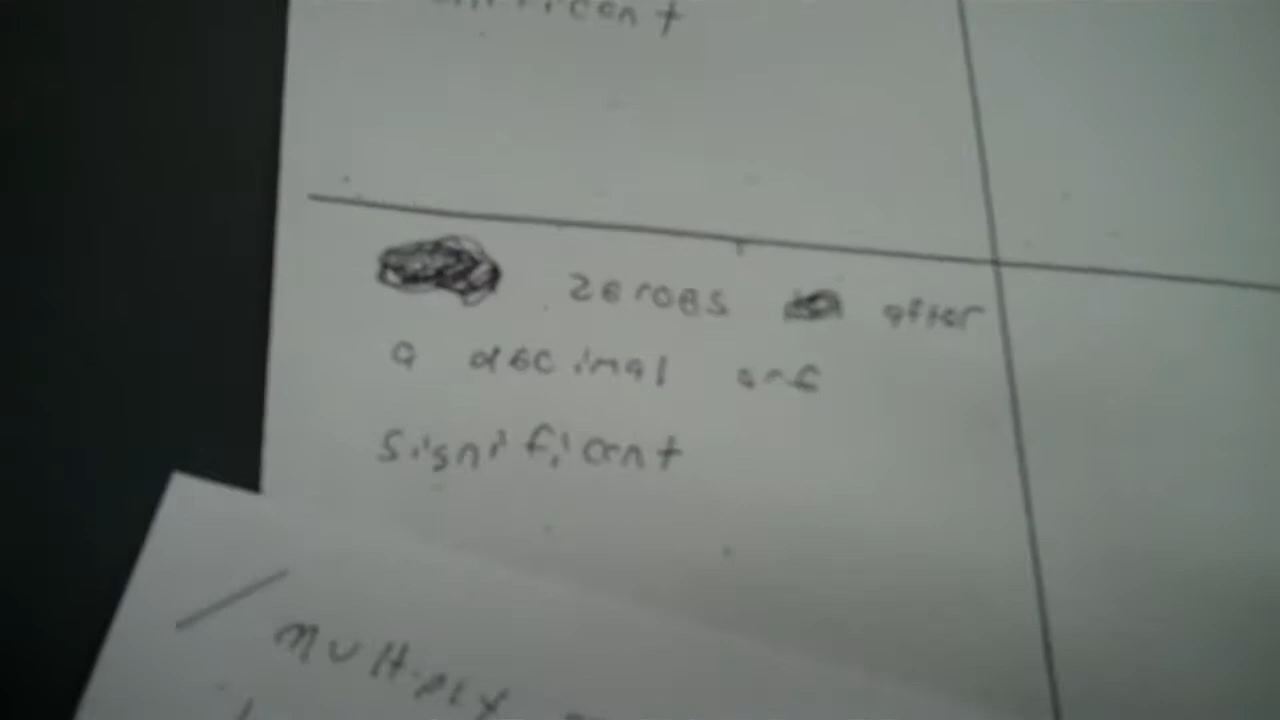 zeroes after
a decimal are
significant
multiply